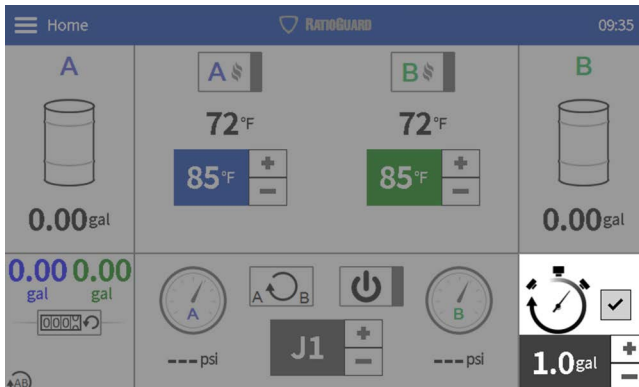 Home
RATIOGUARD
09:35
A
A
B
B
72°F
72°F
85°F
+
−
85°F
+
−
0.00gal
0.00gal
0.00 0.00
gal gal
A
A B
B
--- psi
J1
+
−
--- psi
1.0gal
+
−
AB